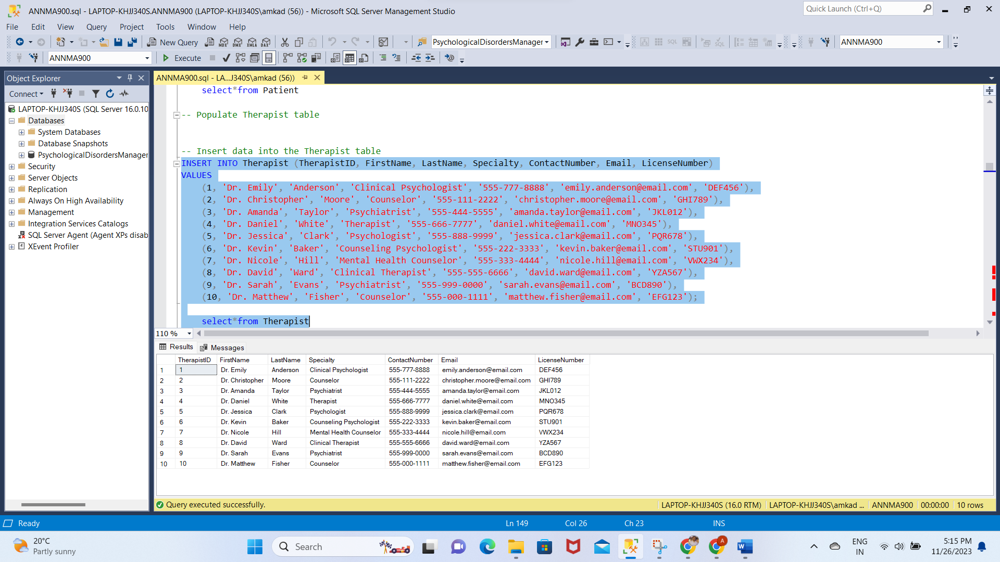 ANNMA900.sql - LAPTOP-KHJJ340S.ANNMA900 (LAPTOP-KHJJ340S\amkad (56)) - Microsoft SQL Server Management Studio
Quick Launch (Ctrl+Q)
File Edit View Query Project Tools Window Help
New Query MDX DMX XMLA DAX PsychologicalDisordersManager SQL SQL ANNMA900
ANNMA900 Execute
Object Explorer
ANNMA900.sql - LA...J340S\amkad (56))
Connect
LAPTOP-KHJJ340S (SQL Server 16.0.10
Databases
System Databases
Database Snapshots
PsychologicalDisordersManager
Security
Server Objects
Replication
Always On High Availability
Management
Integration Services Catalogs
SQL Server Agent (Agent XPs disab
XEvent Profiler
select*from Patient
-- Populate Therapist table
-- Insert data into the Therapist table
INSERT INTO Therapist (TherapistID, FirstName, LastName, Specialty, ContactNumber, Email, LicenseNumber)
VALUES
(1, 'Dr. Emily', 'Anderson', 'Clinical Psychologist', '555-777-8888', 'emily.anderson@email.com', 'DEF456'),
(2, 'Dr. Christopher', 'Moore', 'Counselor', '555-111-2222', 'christopher.moore@email.com', 'GHI789'),
(3, 'Dr. Amanda', 'Taylor', 'Psychiatrist', '555-444-5555', 'amanda.taylor@email.com', 'JKL012'),
(4, 'Dr. Daniel', 'White', 'Therapist', '555-666-7777', 'daniel.white@email.com', 'MNO345'),
(5, 'Dr. Jessica', 'Clark', 'Psychologist', '555-888-9999', 'jessica.clark@email.com', 'PQR678'),
(6, 'Dr. Kevin', 'Baker', 'Counseling Psychologist', '555-222-3333', 'kevin.baker@email.com', 'STU901'),
(7, 'Dr. Nicole', 'Hill', 'Mental Health Counselor', '555-333-4444', 'nicole.hill@email.com', 'VWX234'),
(8, 'Dr. David', 'Ward', 'Clinical Therapist', '555-555-6666', 'david.ward@email.com', 'YZA567'),
(9, 'Dr. Sarah', 'Evans', 'Psychiatrist', '555-999-0000', 'sarah.evans@email.com', 'BCD890'),
(10, 'Dr. Matthew', 'Fisher', 'Counselor', '555-000-1111', 'matthew.fisher@email.com', 'EFG123');
select*from Therapist
110 %
Results Messages
TherapistID FirstName LastName Specialty ContactNumber Email LicenseNumber
1 1 Dr. Emily Anderson Clinical Psychologist 555-777-8888 emily.anderson@email.com DEF456
2 2 Dr. Christopher Moore Counselor 555-111-2222 christopher.moore@email.com GHI789
3 3 Dr. Amanda Taylor Psychiatrist 555-444-5555 amanda.taylor@email.com JKL012
4 4 Dr. Daniel White Therapist 555-666-7777 daniel.white@email.com MNO345
5 5 Dr. Jessica Clark Psychologist 555-888-9999 jessica.clark@email.com PQR678
6 6 Dr. Kevin Baker Counseling Psychologist 555-222-3333 kevin.baker@email.com STU901
7 7 Dr. Nicole Hill Mental Health Counselor 555-333-4444 nicole.hill@email.com VWX234
8 8 Dr. David Ward Clinical Therapist 555-555-6666 david.ward@email.com YZA567
9 9 Dr. Sarah Evans Psychiatrist 555-999-0000 sarah.evans@email.com BCD890
10 10 Dr. Matthew Fisher Counselor 555-000-1111 matthew.fisher@email.com EFG123
Query executed successfully. LAPTOP-KHJJ340S (16.0 RTM) LAPTOP-KHJJ340S\amkad ... ANNMA900 00:00:00 10 rows
Ready Ln 149 Col 26 Ch 23 INS
20°C
Partly sunny
Search
ENG
IN
5:15 PM
11/26/2023